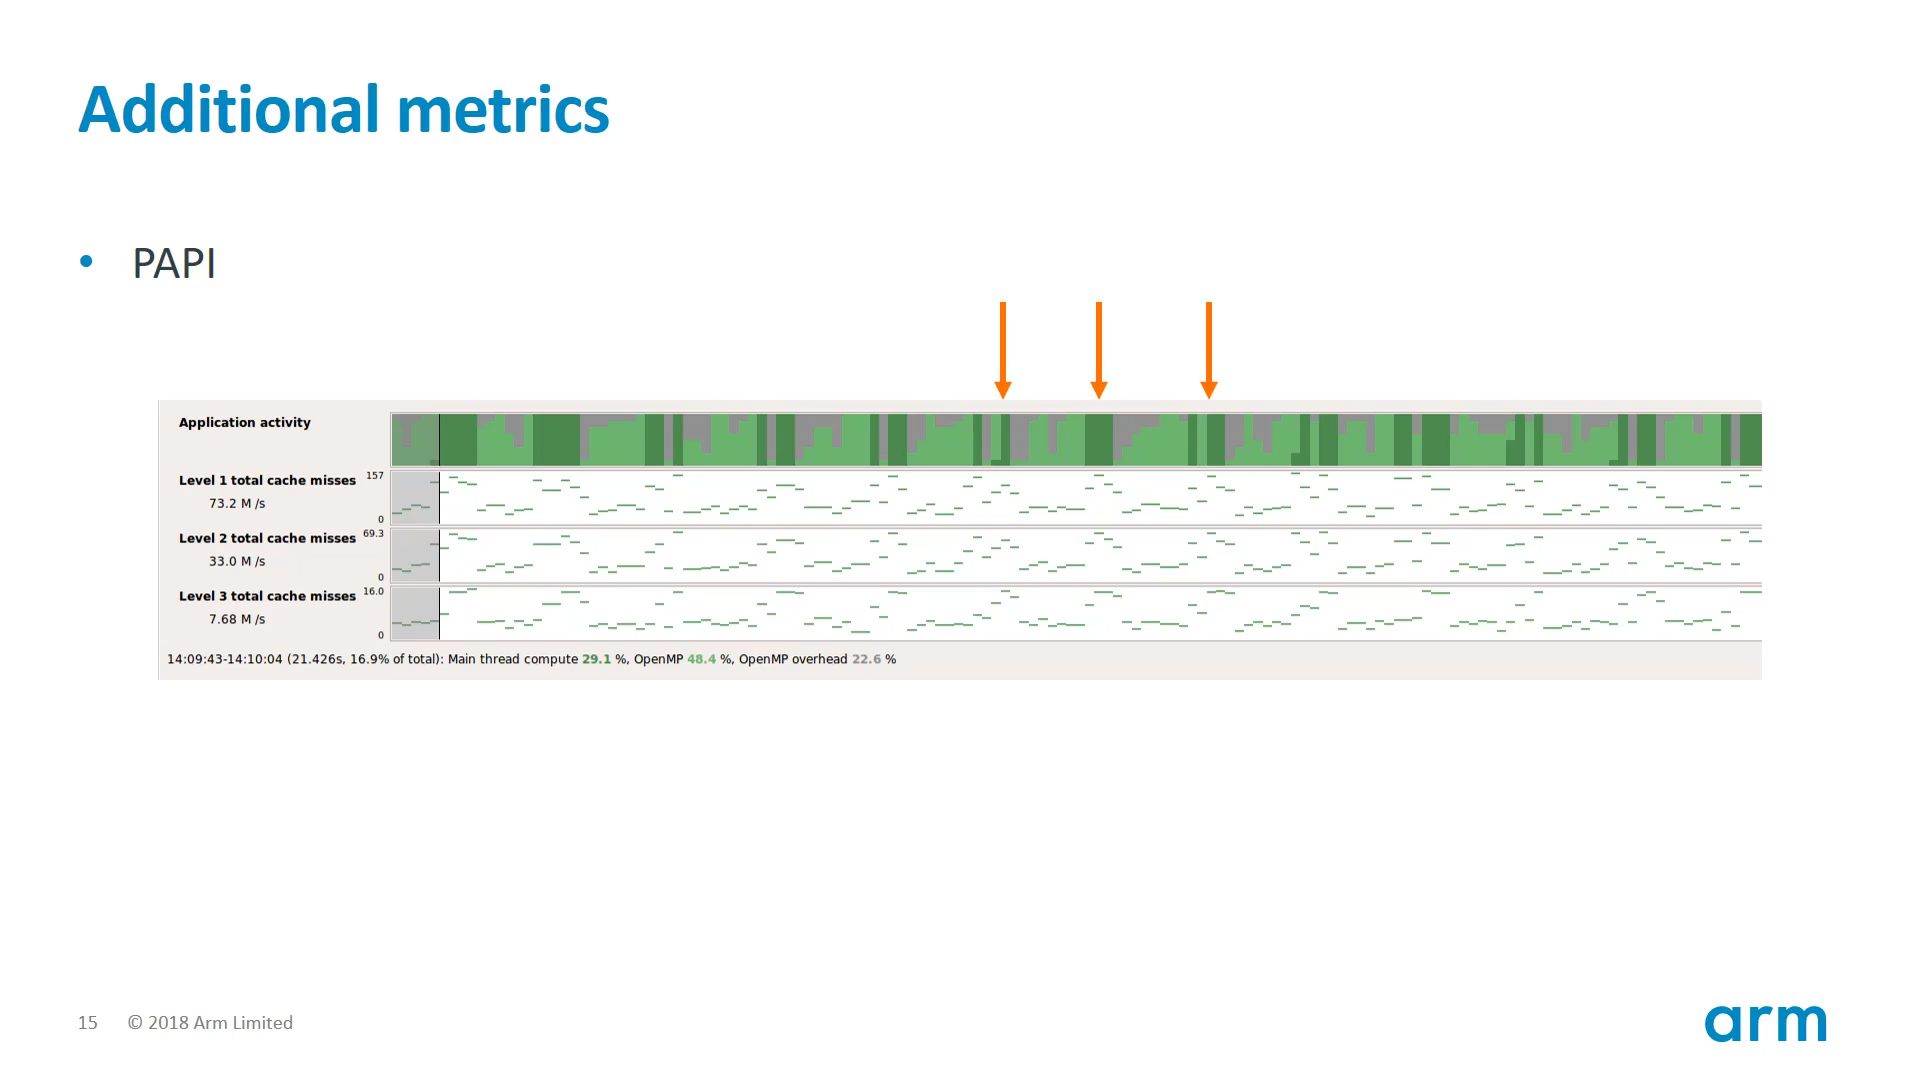 Additional metrics
• PAPI
Application activity
Level 1 total cache misses 157
73.2 M /s
0
Level 2 total cache misses 69.3
33.0 M /s
0
Level 3 total cache misses 16.0
7.68 M /s
0
14:09:43-14:10:04 (21.426s, 16.9% of total): Main thread compute 29.1 %, OpenMP 48.4 %, OpenMP overhead 22.6 %
15 © 2018 Arm Limited
arm